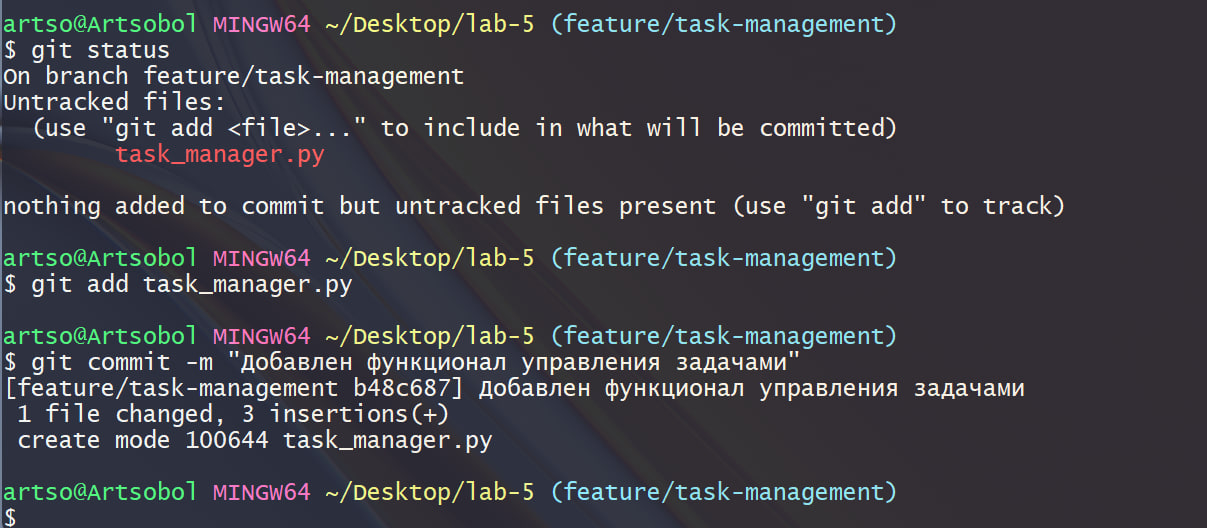 artso@Artsobol MINGW64 ~/Desktop/lab-5 (feature/task-management)
$ git status
On branch feature/task-management
Untracked files:
  (use "git add <file>..." to include in what will be committed)
        task_manager.py

nothing added to commit but untracked files present (use "git add" to track)

artso@Artsobol MINGW64 ~/Desktop/lab-5 (feature/task-management)
$ git add task_manager.py

artso@Artsobol MINGW64 ~/Desktop/lab-5 (feature/task-management)
$ git commit -m "Добавлен функционал управления задачами"
[feature/task-management b48c687] Добавлен функционал управления задачами
 1 file changed, 3 insertions(+)
 create mode 100644 task_manager.py

artso@Artsobol MINGW64 ~/Desktop/lab-5 (feature/task-management)
$